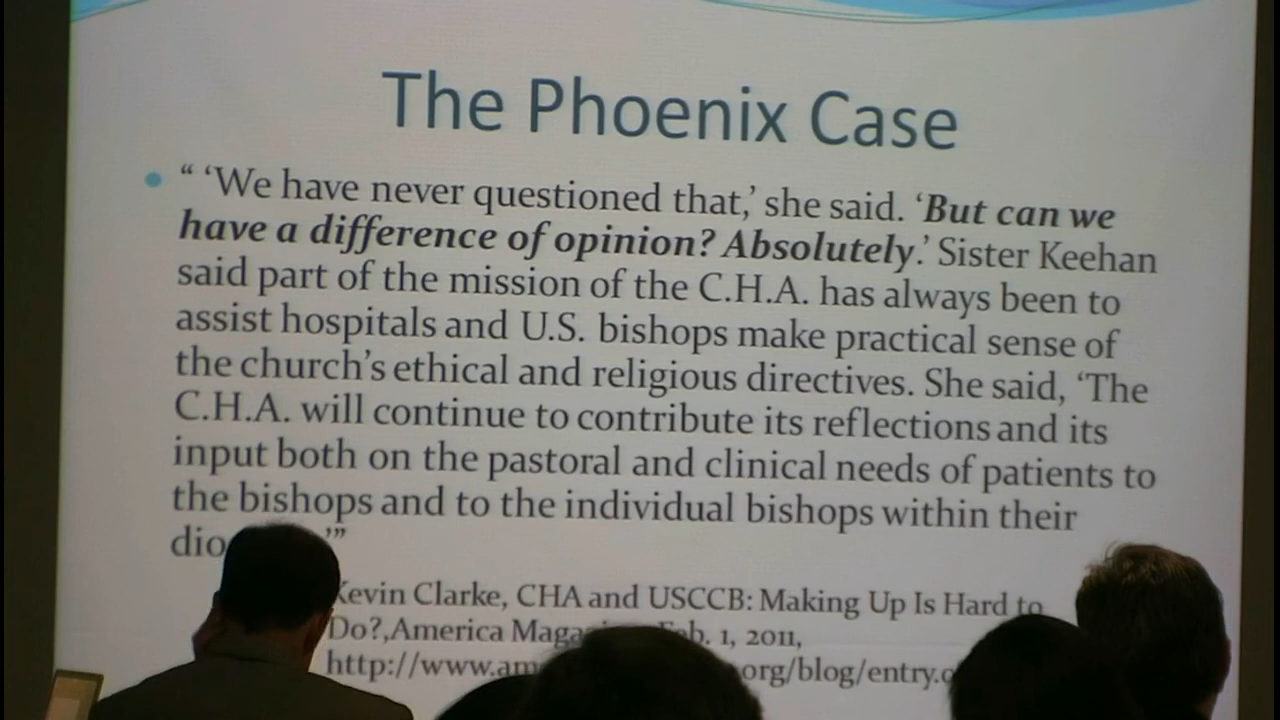 The Phoenix Case
• “ ‘We have never questioned that,’ she said. ‘But can we
have a difference of opinion? Absolutely.’ Sister Keehan
said part of the mission of the C.H.A. has always been to
assist hospitals and U.S. bishops make practical sense of
the church’s ethical and religious directives. She said, ‘The
C.H.A. will continue to contribute its reflections and its
input both on the pastoral and clinical needs of patients to
the bishops and to the individual bishops within their
’”
Kevin Clarke, CHA and USCCB: Making Up Is Hard to
Do?,America 1, 2011,
http://www.am org/blog/entry.